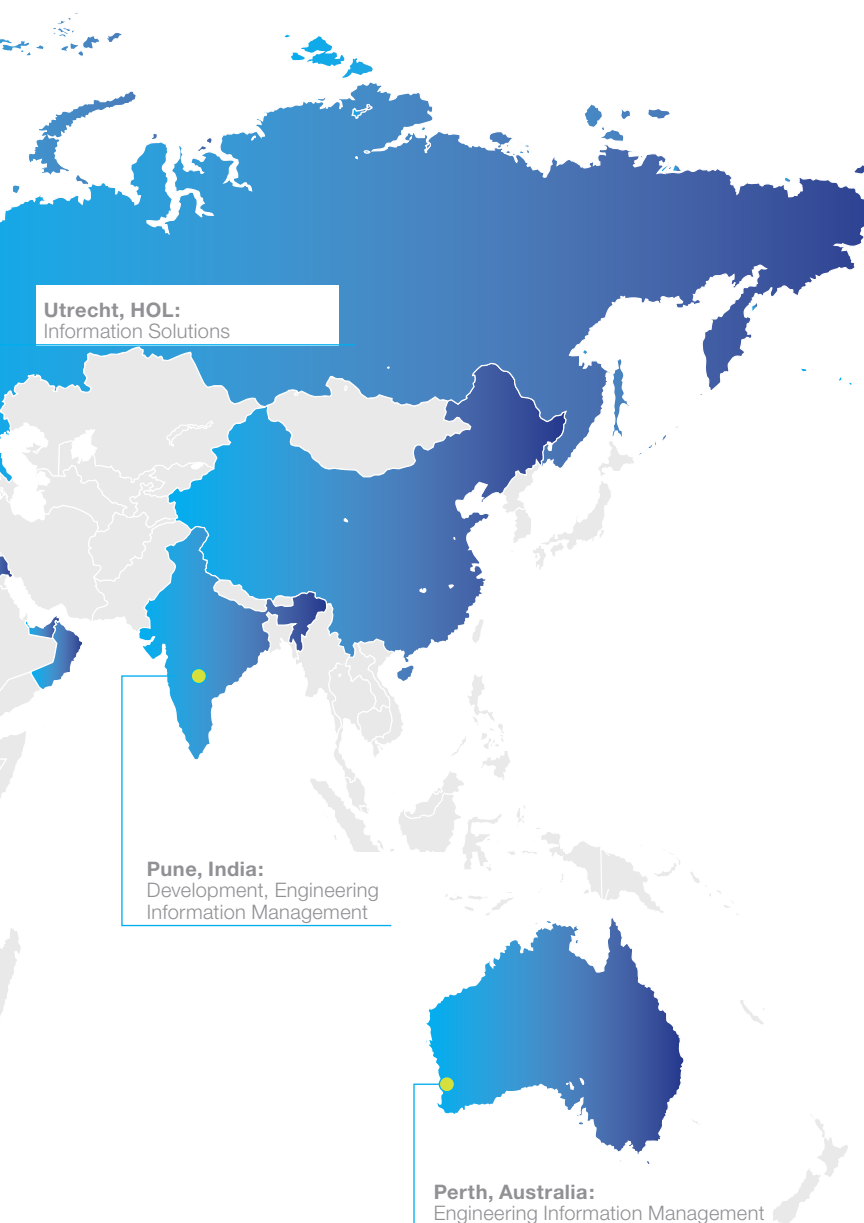 Utrecht, HOL:
Information Solutions
Pune, India:
Development, Engineering
Information Management
Perth, Australia:
Engineering Information Management